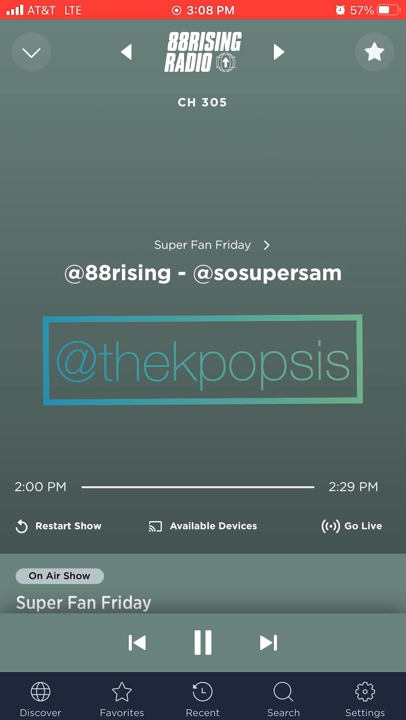 AT&T LTE 3:08 PM 57%
88RISING
RADIO
CH 305
Super Fan Friday
@88rising - @sosupersam
@thekpopsis
2:00 PM 2:29 PM
Restart Show Available Devices Go Live
On Air Show
Super Fan Friday
Discover Favorites Recent Search Settings